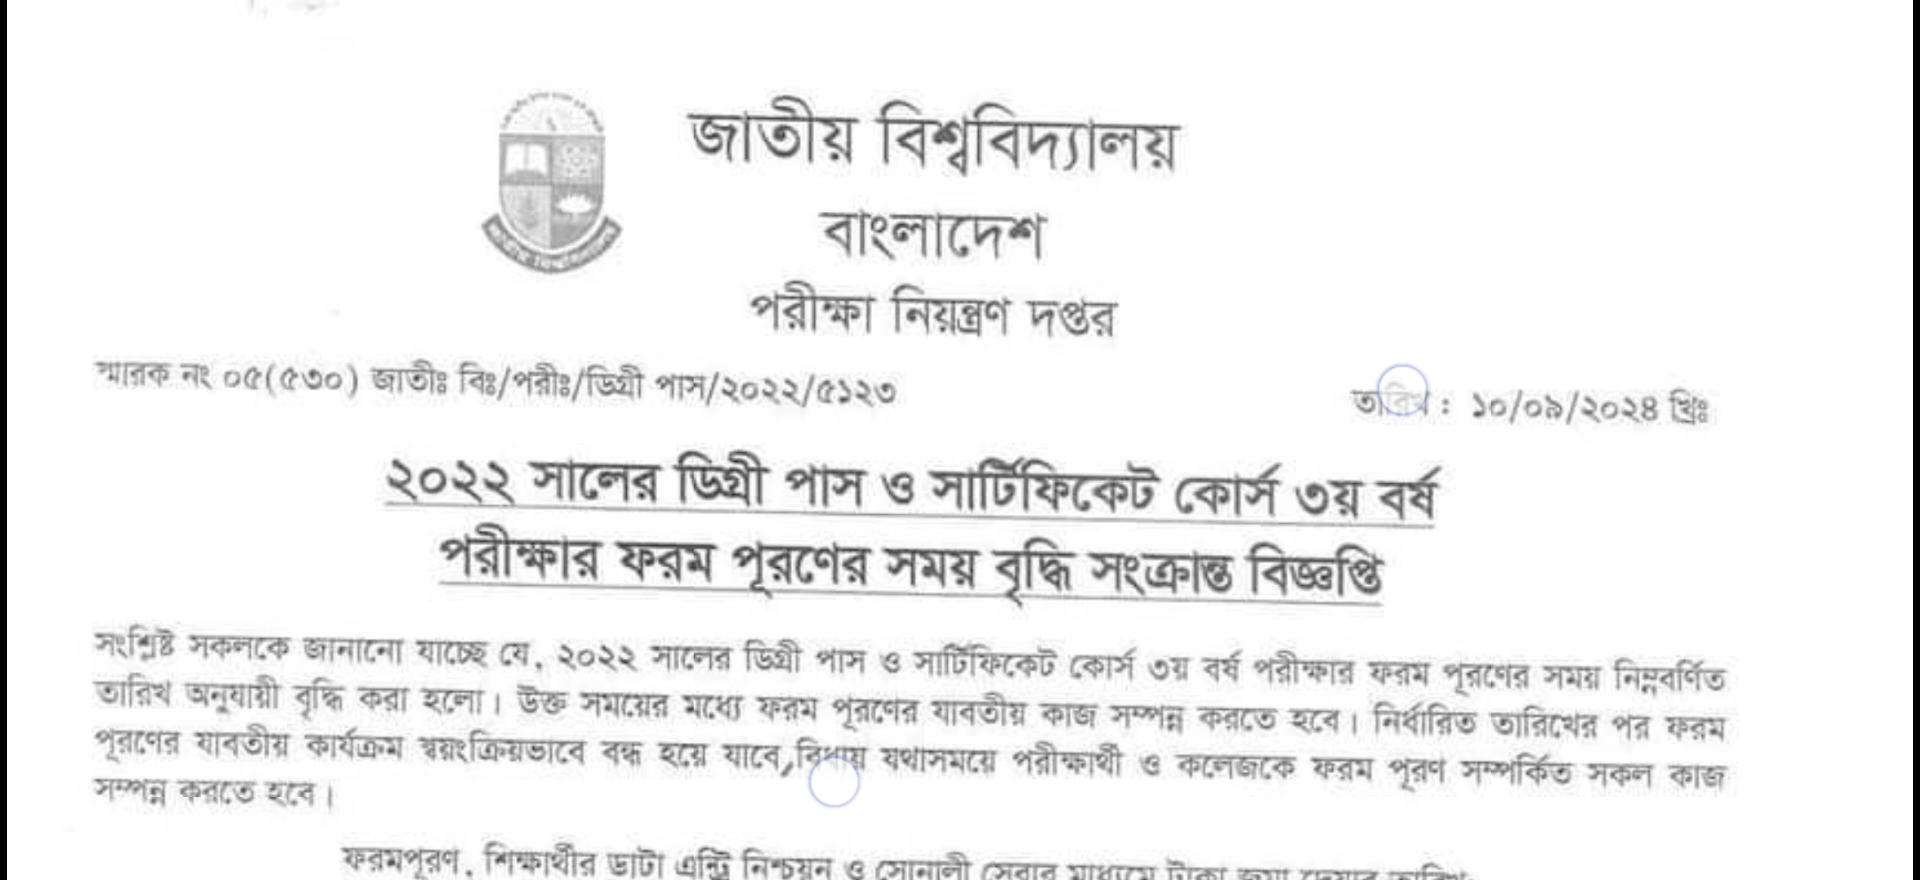 জাতীয় বিশ্ববিদ্যালয়
বাংলাদেশ
পরীক্ষা নিয়ন্ত্রণ দপ্তর
স্মারক নং ০৫(৫৩০) জাতীঃ বিঃ/পরীঃ/ডিগ্রী পাস/২০২২/৫১২৩
তারিখ : ১০/০৯/২০২৪ খ্রিঃ
২০২২ সালের ডিগ্রী পাস ও সার্টিফিকেট কোর্স ৩য় বর্ষ
পরীক্ষার ফরম পূরণের সময় বৃদ্ধি সংক্রান্ত বিজ্ঞপ্তি
সংশ্লিষ্ট সকলকে জানানো যাচ্ছে যে, ২০২২ সালের ডিগ্রী পাস ও সার্টিফিকেট কোর্স ৩য় বর্ষ পরীক্ষার ফরম পূরণের সময় নিম্নবর্ণিত
তারিখ অনুযায়ী বৃদ্ধি করা হলো। উক্ত সময়ের মধ্যে ফরম পূরণের যাবতীয় কাজ সম্পন্ন করতে হবে। নির্ধারিত তারিখের পর ফরম
পূরণের যাবতীয় কার্যক্রম স্বয়ংক্রিয়ভাবে বন্ধ হয়ে যাবে,বিধায় যথাসময়ে পরীক্ষার্থী ও কলেজকে ফরম পূরণ সম্পর্কিত সকল কাজ
সম্পন্ন করতে হবে।
ফরমপূরণ, শিক্ষার্থীর ডাটা এন্ট্রি নিশ্চয়ন ও সোনালী সেবার মাধ্যমে টাকা জমা দেয়ার তারিখ: